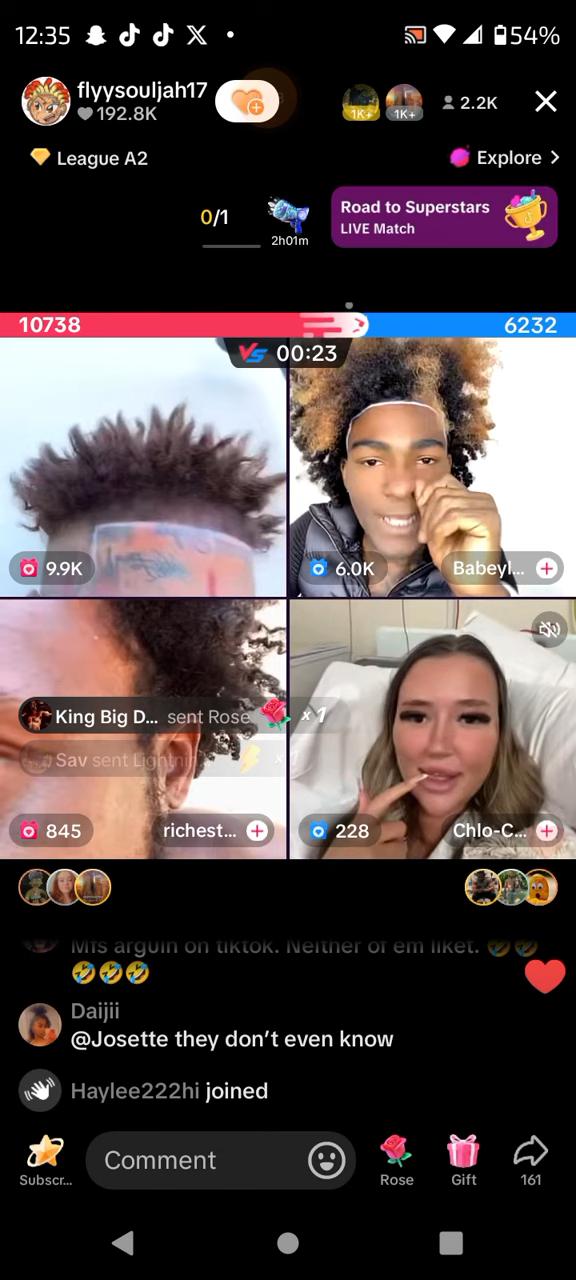 12:35
54%
flyysouljah17
192.8K
1K+
1K+
2.2K
League A2
Explore >
0/1
2h01m
Road to Superstars
LIVE Match
10738
6232
VS 00:23
9.9K
6.0K
Babeyl...
King Big D... sent Rose x1
Sav sent Lightnin
845
richest...
228
Chlo-C...
Mfs arguin on tiktok. Neither of em liket. 🤣🤣
🤣🤣🤣
Daijii
@Josette they don’t even know
Haylee222hi joined
Subscr...
Comment
Rose
Gift
161